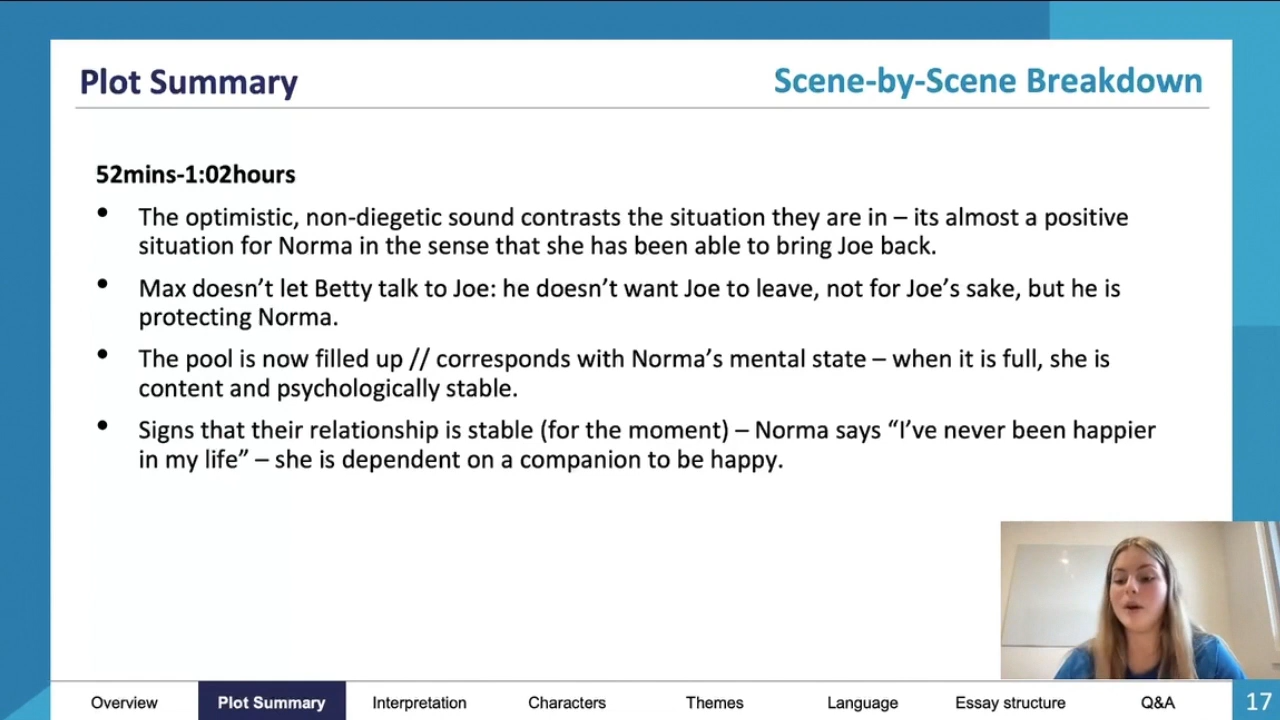 Plot Summary
Scene-by-Scene Breakdown
52mins-1:02hours
• The optimistic, non-diegetic sound contrasts the situation they are in – its almost a positive
situation for Norma in the sense that she has been able to bring Joe back.
• Max doesn’t let Betty talk to Joe: he doesn’t want Joe to leave, not for Joe’s sake, but he is
protecting Norma.
• The pool is now filled up // corresponds with Norma’s mental state – when it is full, she is
content and psychologically stable.
• Signs that their relationship is stable (for the moment) – Norma says “I’ve never been happier
in my life” – she is dependent on a companion to be happy.
Overview
Plot Summary
Interpretation
Characters
Themes
Language
Essay structure
Q&A
17